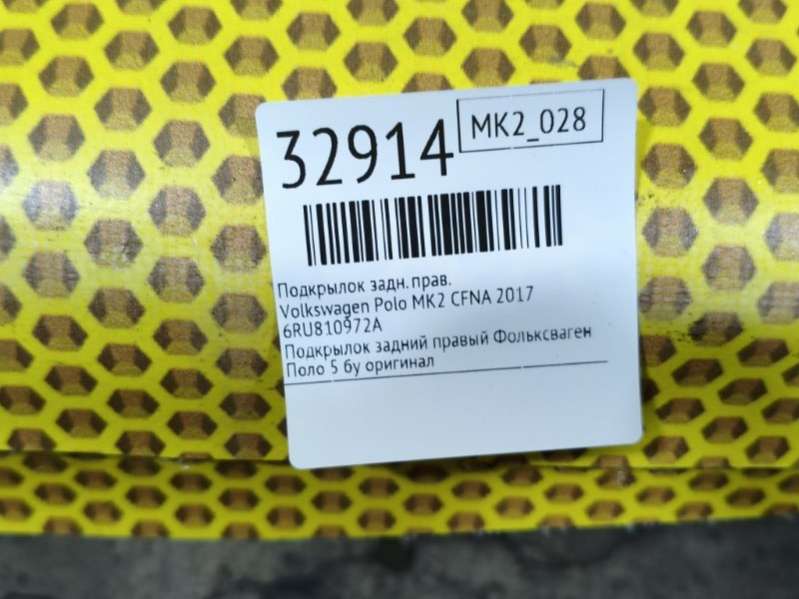 32914
MK2_028
Подкрылок задн. прав.
Volkswagen Polo MK2 CFNA 2017
6RU810972A
Подкрылок задний правый Фольксваген
Поло 5 бу оригинал